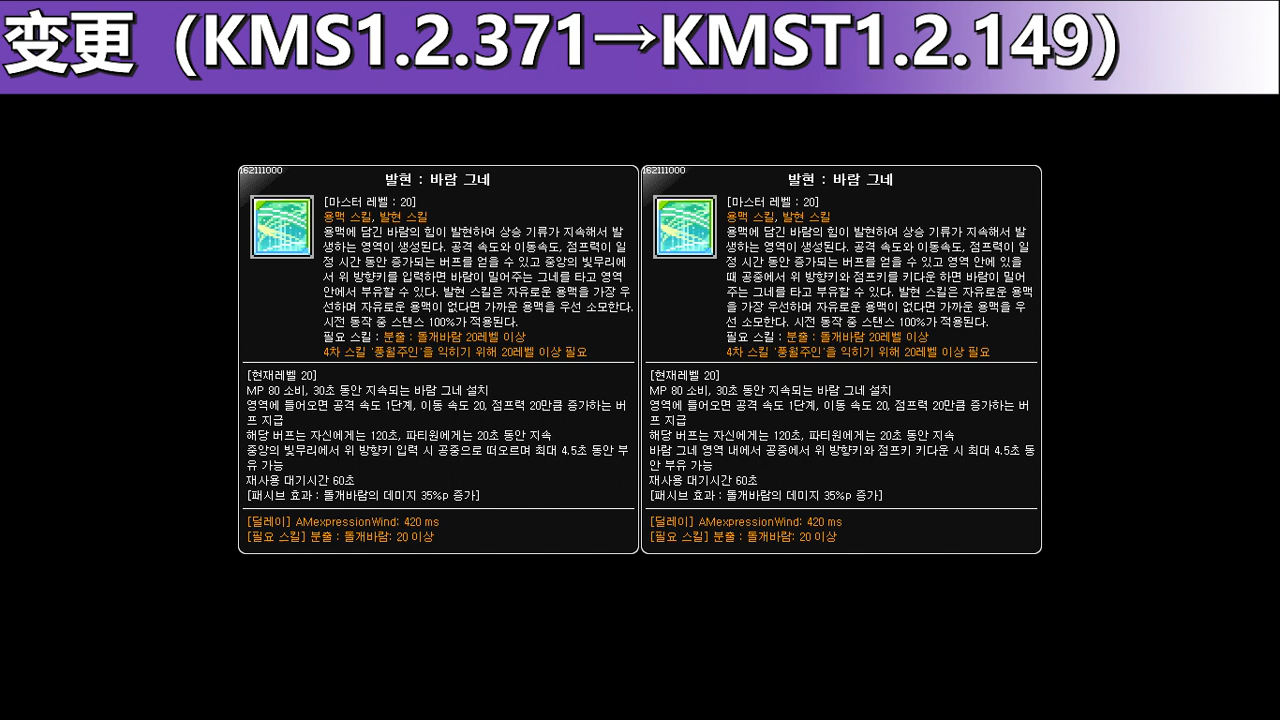 变更（KMS1.2.371→KMST1.2.149）
162111000
발현 : 바람 그네
[마스터 레벨 : 20]
용맥 스킬, 발현 스킬
용맥에 담긴 바람의 힘이 발현하여 상승 기류가 지속해서 발
생하는 영역이 생성된다. 공격 속도와 이동속도, 점프력이 일
정 시간 동안 증가되는 버프를 얻을 수 있고 중앙의 빛무리에
서 위 방향키를 입력하면 바람이 밀어주는 그네를 타고 영역
안에서 부유할 수 있다. 발현 스킬은 자유로운 용맥을 가장 우
선하며 자유로운 용맥이 없다면 가까운 용맥을 우선 소모한다.
시전 동작 중 스탠스 100%가 적용된다.
필요 스킬 : 분출 : 돌개바람 20레벨 이상
4차 스킬 '풍월주인'을 익히기 위해 20레벨 이상 필요
[현재레벨 20]
MP 80 소비, 30초 동안 지속되는 바람 그네 설치
영역에 들어오면 공격 속도 1단계, 이동 속도 20, 점프력 20만큼 증가하는 버
프 지급
해당 버프는 자신에게는 120초, 파티원에게는 20초 동안 지속
중앙의 빛무리에서 위 방향키 입력 시 공중으로 떠오르며 최대 4.5초 동안 부
유 가능
재사용 대기시간 60초
[패시브 효과 : 돌개바람의 데미지 35%p 증가]
[딜레이] AMexpressionWind: 420 ms
[필요 스킬] 분출 : 돌개바람: 20 이상
162111000
발현 : 바람 그네
[마스터 레벨 : 20]
용맥 스킬, 발현 스킬
용맥에 담긴 바람의 힘이 발현하여 상승 기류가 지속해서 발
생하는 영역이 생성된다. 공격 속도와 이동속도, 점프력이 일
정 시간 동안 증가되는 버프를 얻을 수 있고 영역 안에 있을
때 공중에서 위 방향키와 점프키를 키다운 하면 바람이 밀어
주는 그네를 타고 부유할 수 있다. 발현 스킬은 자유로운 용맥
을 가장 우선하며 자유로운 용맥이 없다면 가까운 용맥을 우
선 소모한다. 시전 동작 중 스탠스 100%가 적용된다.
필요 스킬 : 분출 : 돌개바람 20레벨 이상
4차 스킬 '풍월주인'을 익히기 위해 20레벨 이상 필요
[현재레벨 20]
MP 80 소비, 30초 동안 지속되는 바람 그네 설치
영역에 들어오면 공격 속도 1단계, 이동 속도 20, 점프력 20만큼 증가하는 버
프 지급
해당 버프는 자신에게는 120초, 파티원에게는 20초 동안 지속
바람 그네 영역 내에서 공중에서 위 방향키와 점프키 키다운 시 최대 4.5초 동
안 부유 가능
재사용 대기시간 60초
[패시브 효과 : 돌개바람의 데미지 35%p 증가]
[딜레이] AMexpressionWind: 420 ms
[필요 스킬] 분출 : 돌개바람: 20 이상